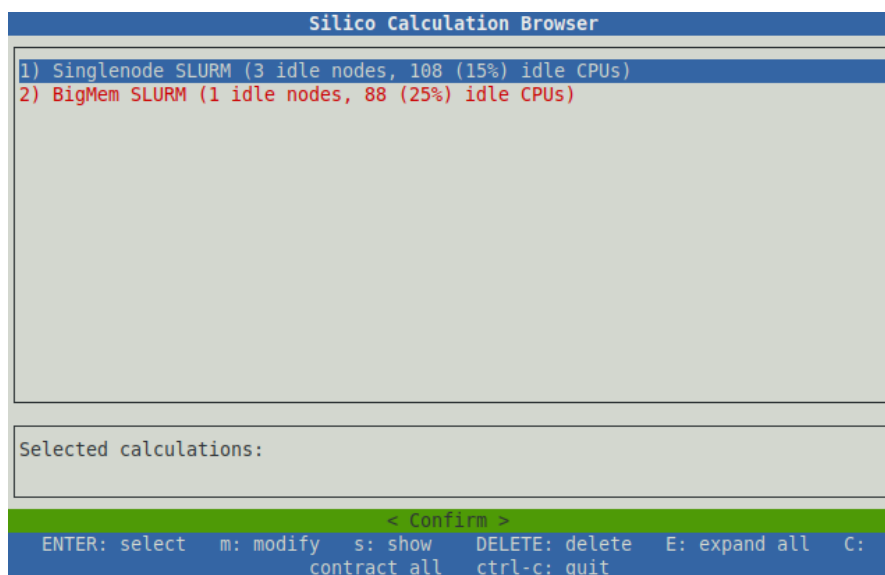 Silico Calculation Browser
1) Singlenode SLURM (3 idle nodes, 108 (15%) idle CPUs)
2) BigMem SLURM (1 idle nodes, 88 (25%) idle CPUs)
Selected calculations:
< Confirm >
ENTER: select m: modify s: show DELETE: delete E: expand all C:
contract all ctrl-c: quit